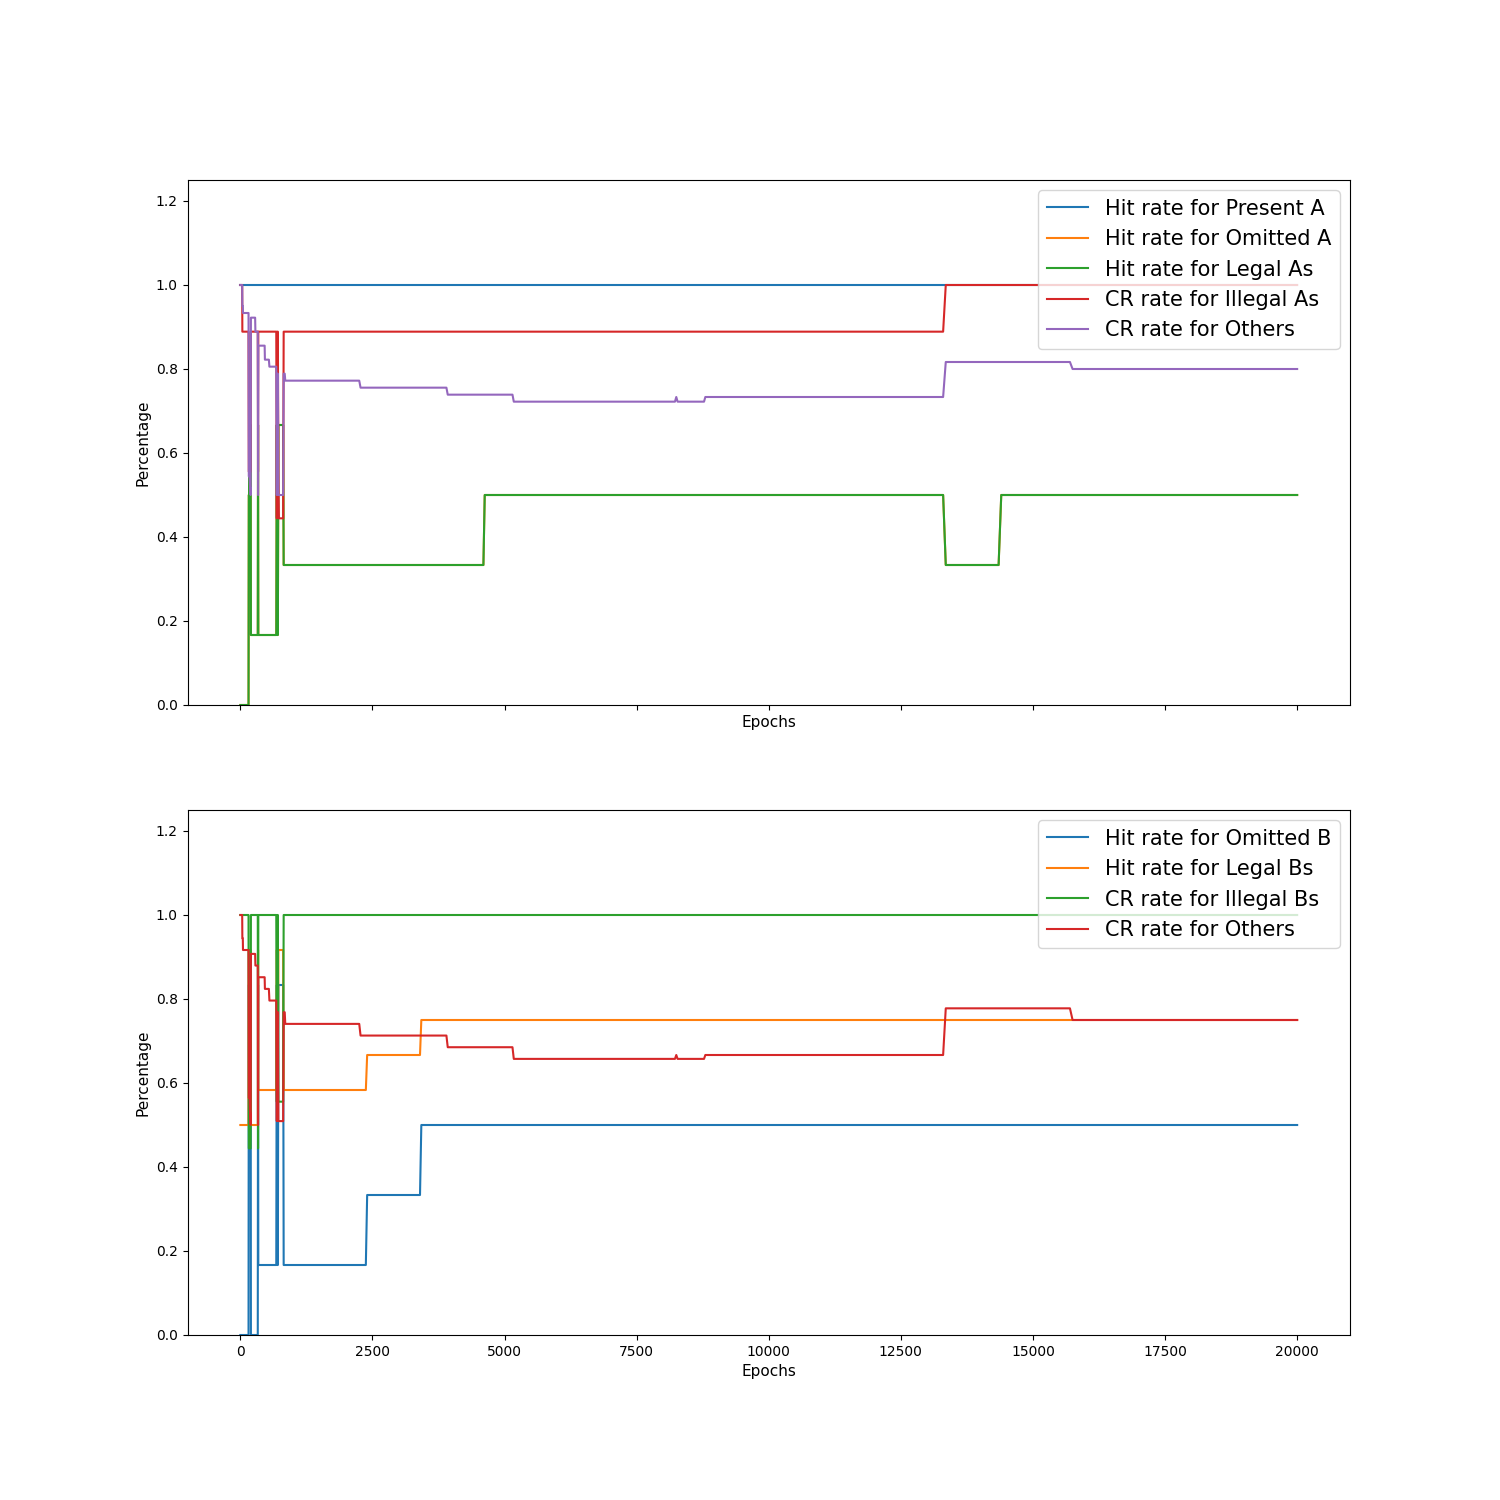 1.2
1.0
0.8
0.6
0.4
0.2
0.0
Percentage
Epochs
Hit rate for Present A
Hit rate for Omitted A
Hit rate for Legal As
CR rate for Illegal As
CR rate for Others
1.2
1.0
0.8
0.6
0.4
0.2
0.0
Percentage
0 2500 5000 7500 10000 12500 15000 17500 20000
Epochs
Hit rate for Omitted B
Hit rate for Legal Bs
CR rate for Illegal Bs
CR rate for Others